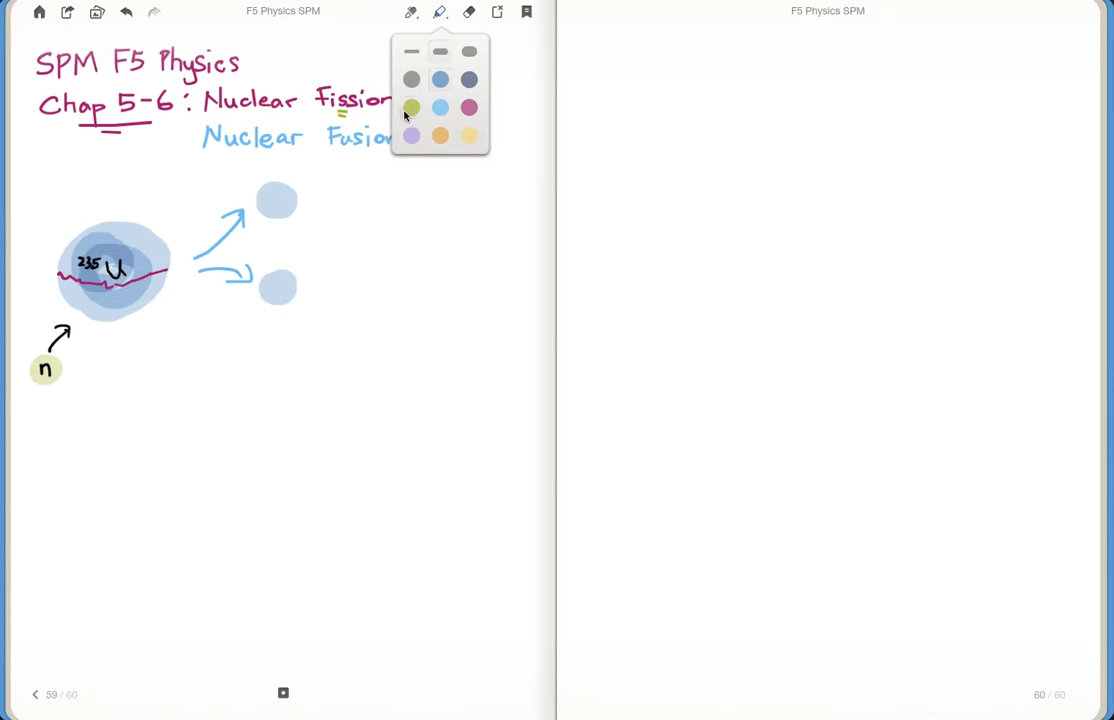 F5 Physics SPM
F5 Physics SPM
SPM F5 Physics
Chap 5-6 : Nuclear Fission
Nuclear Fusion
235 U
n
59 / 60
60 / 60